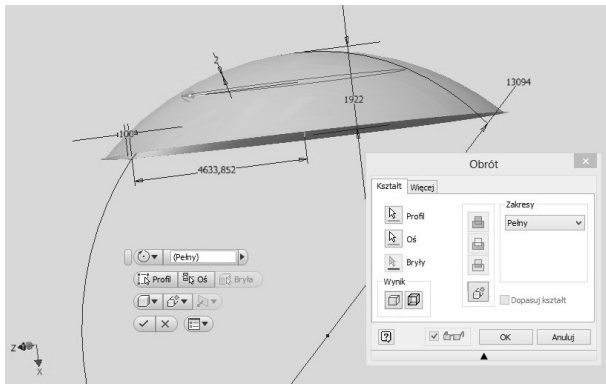 2
13094
1922
100
4633,852
Obrót
Kształt Więcej
Zakresy
Profil
Pełny
Oś
Bryły
Wynik
Dopasuj kształt
OK Anuluj
(Pełny)
Profil Oś Bryła
Z
X